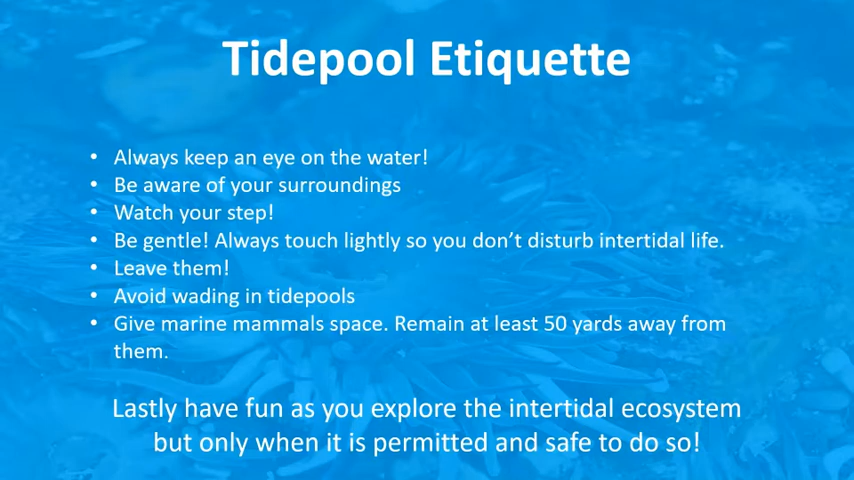 Tidepool Etiquette
• Always keep an eye on the water!
• Be aware of your surroundings
• Watch your step!
• Be gentle! Always touch lightly so you don’t disturb intertidal life.
• Leave them!
• Avoid wading in tidepools
• Give marine mammals space. Remain at least 50 yards away from
them.
Lastly have fun as you explore the intertidal ecosystem
but only when it is permitted and safe to do so!